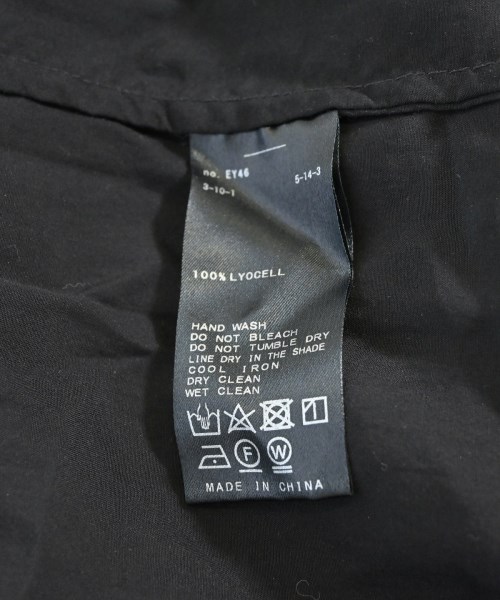 no. EY46 5-14-3
3-10-1
100% LYOCELL
HAND WASH
DO NOT BLEACH
DO NOT TUMBLE DRY
LINE DRY IN THE SHADE
COOL IRON
DRY CLEAN
WET CLEAN
F W
MADE IN CHINA